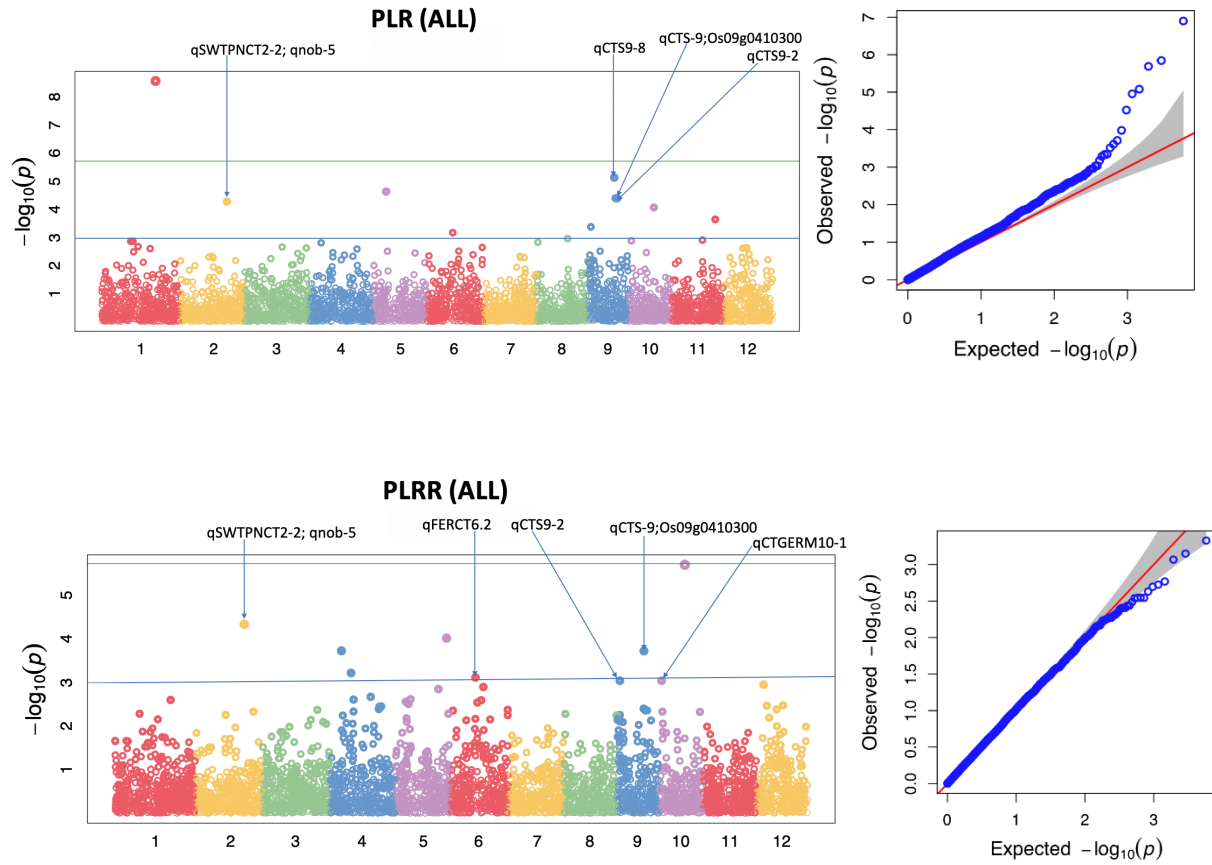 PLR (ALL)
qSWTPNCT2-2; qnob-5
qCTS9-8
qCTS-9;Os09g0410300
qCTS9-2
−log10(p)
8
7
6
5
4
3
2
1
1 2 3 4 5 6 7 8 9 10 11 12
Observed −log10(p)
7
6
5
4
3
2
1
0
0 1 2 3
Expected −log10(p)
PLRR (ALL)
qSWTPNCT2-2; qnob-5
qFERCT6.2
qCTS9-2
qCTS-9;Os09g0410300
qCTGERM10-1
−log10(p)
5
4
3
2
1
1 2 3 4 5 6 7 8 9 10 11 12
Observed −log10(p)
3.0
2.5
2.0
1.5
1.0
0.5
0.0
0 1 2 3
Expected −log10(p)